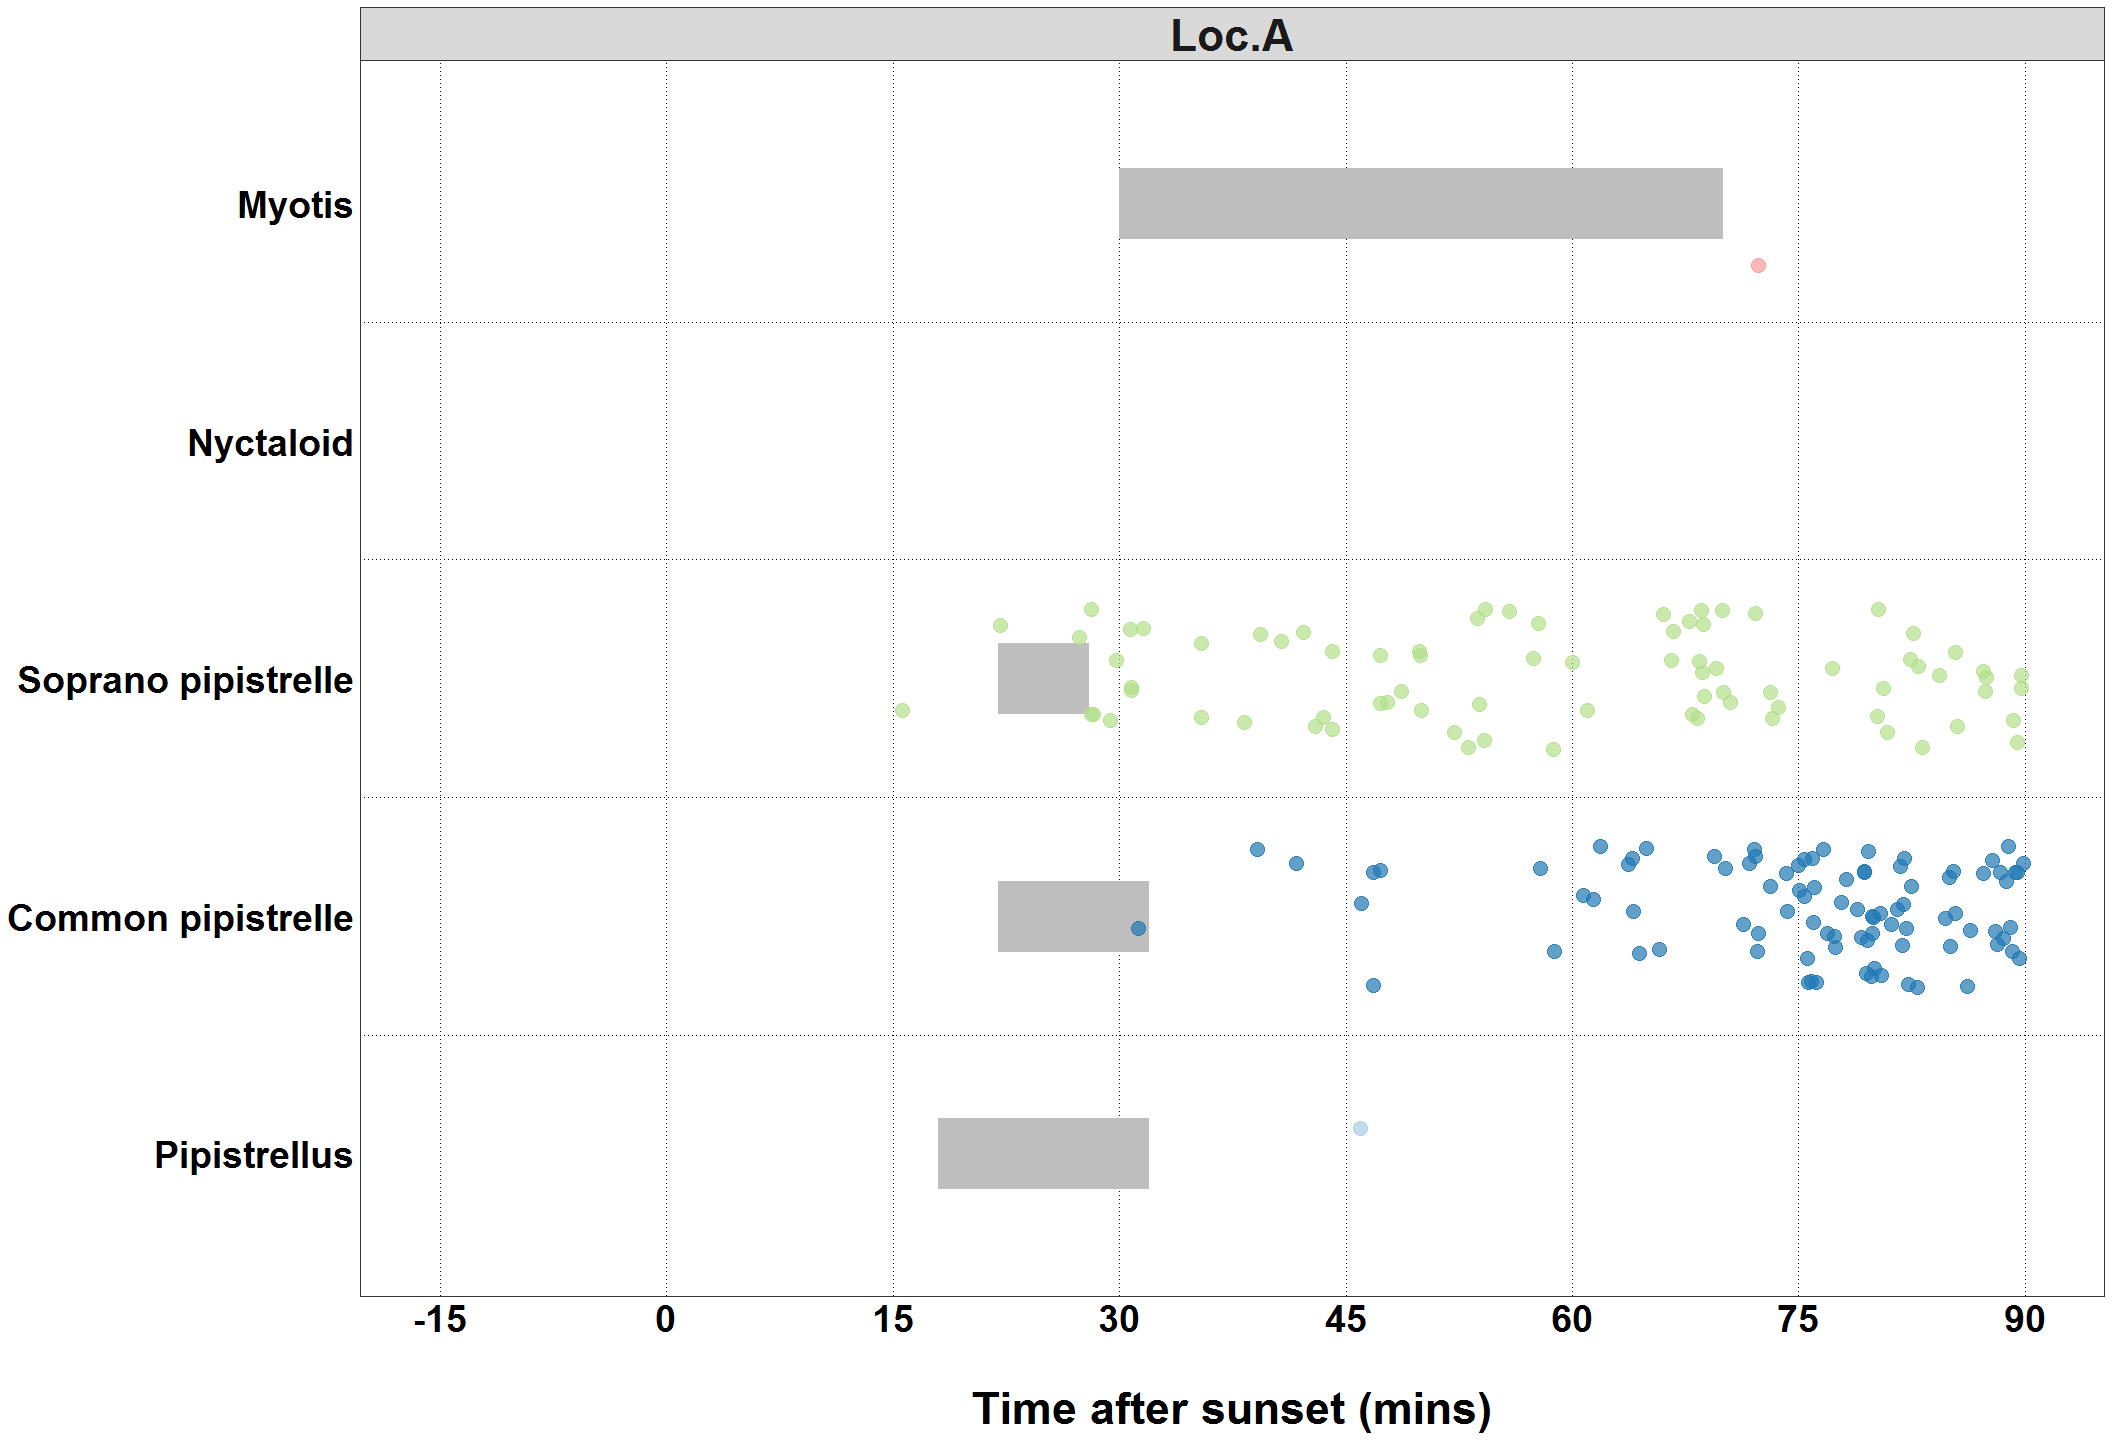 Loc.A
Myotis
Nyctaloid
Soprano pipistrelle
Common pipistrelle
Pipistrellus
-15 0 15 30 45 60 75 90
Time after sunset (mins)